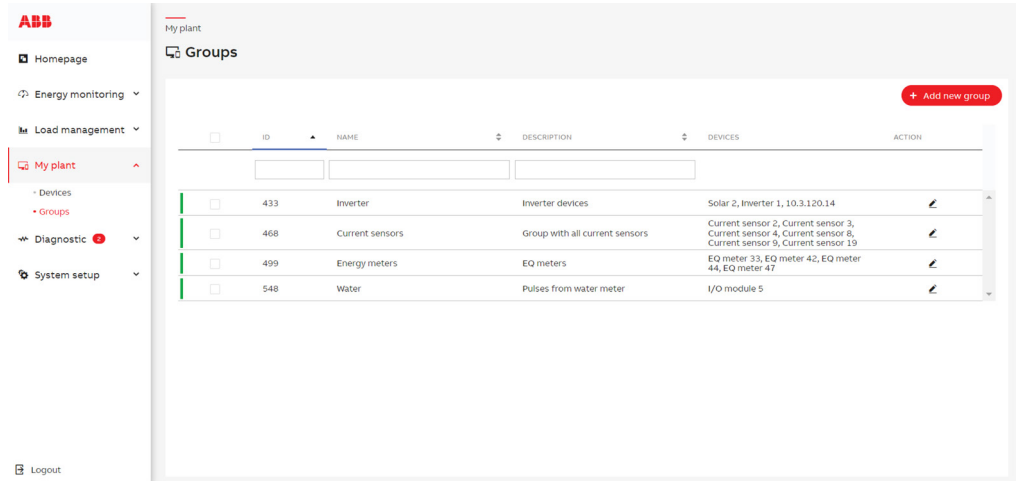 ABB
Homepage
Energy monitoring
Load management
My plant
Devices
Groups
Diagnostic 2
System setup
Logout
My plant
Groups
+ Add new group
ID NAME DESCRIPTION DEVICES ACTION
433 Inverter Inverter devices Solar 2, Inverter 1, 10.3.120.14
468 Current sensors Group with all current sensors Current sensor 2, Current sensor 3,
Current sensor 4, Current sensor 8,
Current sensor 9, Current sensor 19
499 Energy meters EQ meters EQ meter 33, EQ meter 42, EQ meter
44, EQ meter 47
548 Water Pulses from water meter I/O module 5